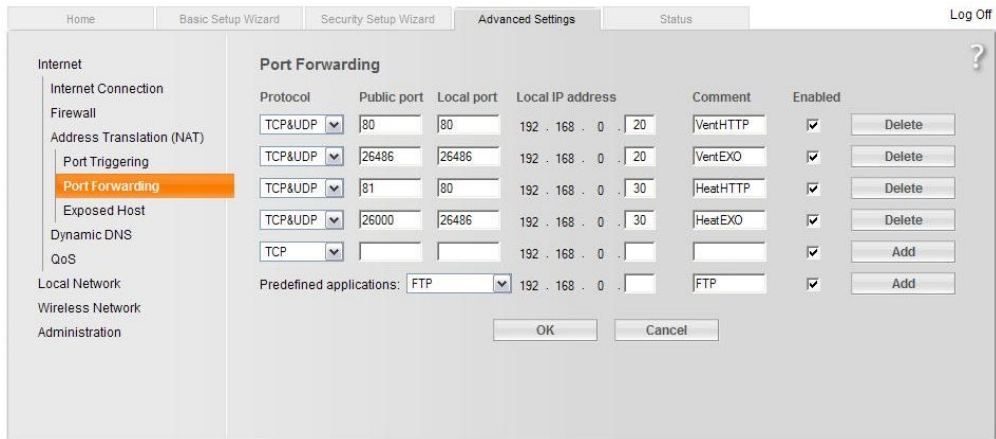 Home Basic Setup Wizard Security Setup Wizard Advanced Settings Status Log Off
?
Internet
Internet Connection
Firewall
Address Translation (NAT)
Port Triggering
Port Forwarding
Exposed Host
Dynamic DNS
QoS
Local Network
Wireless Network
Administration
Port Forwarding
Protocol Public port Local port Local IP address Comment Enabled
TCP&UDP 80 80 192 . 168 . 0 . 20 VentHTTP Delete
TCP&UDP 26486 26486 192 . 168 . 0 . 20 VentEXO Delete
TCP&UDP 81 80 192 . 168 . 0 . 30 HeatHTTP Delete
TCP&UDP 26000 26486 192 . 168 . 0 . 30 HeatEXO Delete
TCP 192 . 168 . 0 . Add
Predefined applications: FTP 192 . 168 . 0 . FTP Add
OK Cancel